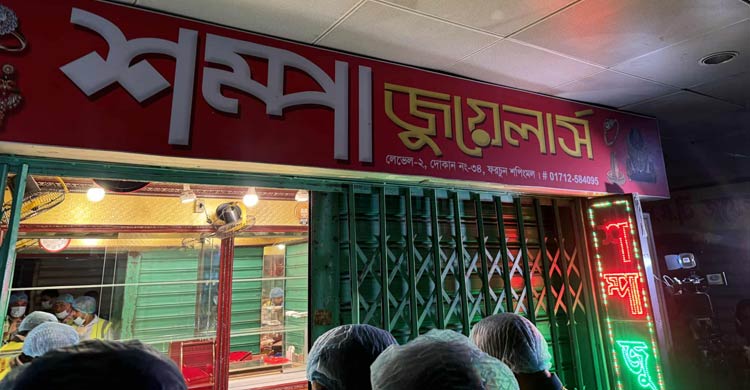 শম্পা জুয়েলার্স
লেভেল-২, দোকান নং-৩৪, ফরচুন শপিংমল। # 01712-584095
শ
ম্পা
জু